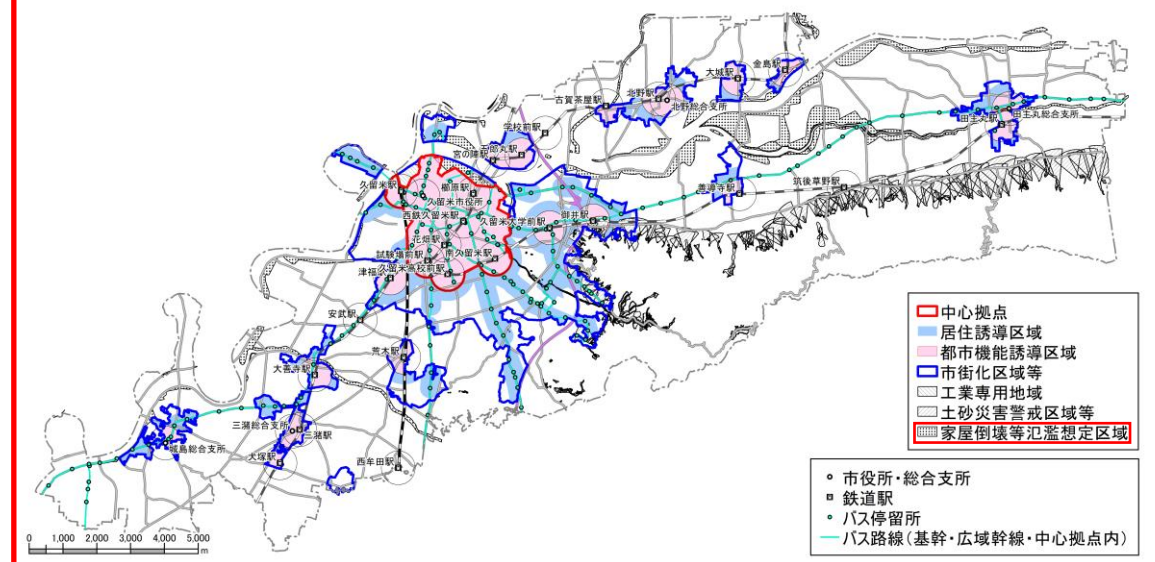 金島駅
大城駅
北野駅
北野総合支所
古賀茶屋駅
学校前駅
五郎丸駅
宮の陣駅
田主丸総合支所
田主丸駅
久留米駅
櫛原駅
久留米市役所
善導寺駅
筑後草野駅
西鉄久留米駅
久留米大学前駅
御井駅
花畑駅
試験場前駅
南久留米駅
津福
久留米高校前駅
安武駅
荒木駅
大善寺駅
三潴総合支所
三潴駅
城島総合支所
犬塚駅
西牟田駅
中心拠点
居住誘導区域
都市機能誘導区域
市街化区域等
工業専用地域
土砂災害警戒区域等
家屋倒壊等氾濫想定区域
市役所・総合支所
鉄道駅
バス停留所
バス路線(基幹・広域幹線・中心拠点内)
0 1,000 2,000 3,000 4,000 5,000
m